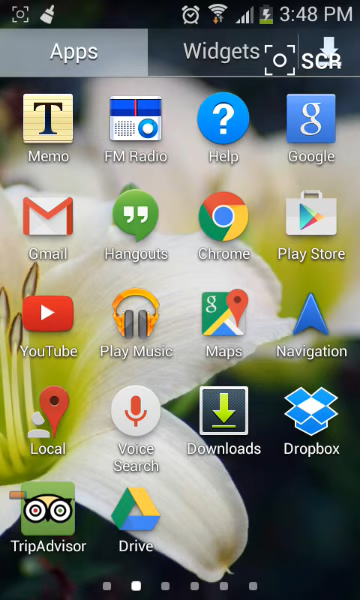 3:48 PM
Apps Widgets SCR
T
Memo FM Radio Help Google
Gmail Hangouts Chrome Play Store
YouTube Play Music Maps Navigation
Local Voice Search Downloads Dropbox
TripAdvisor Drive